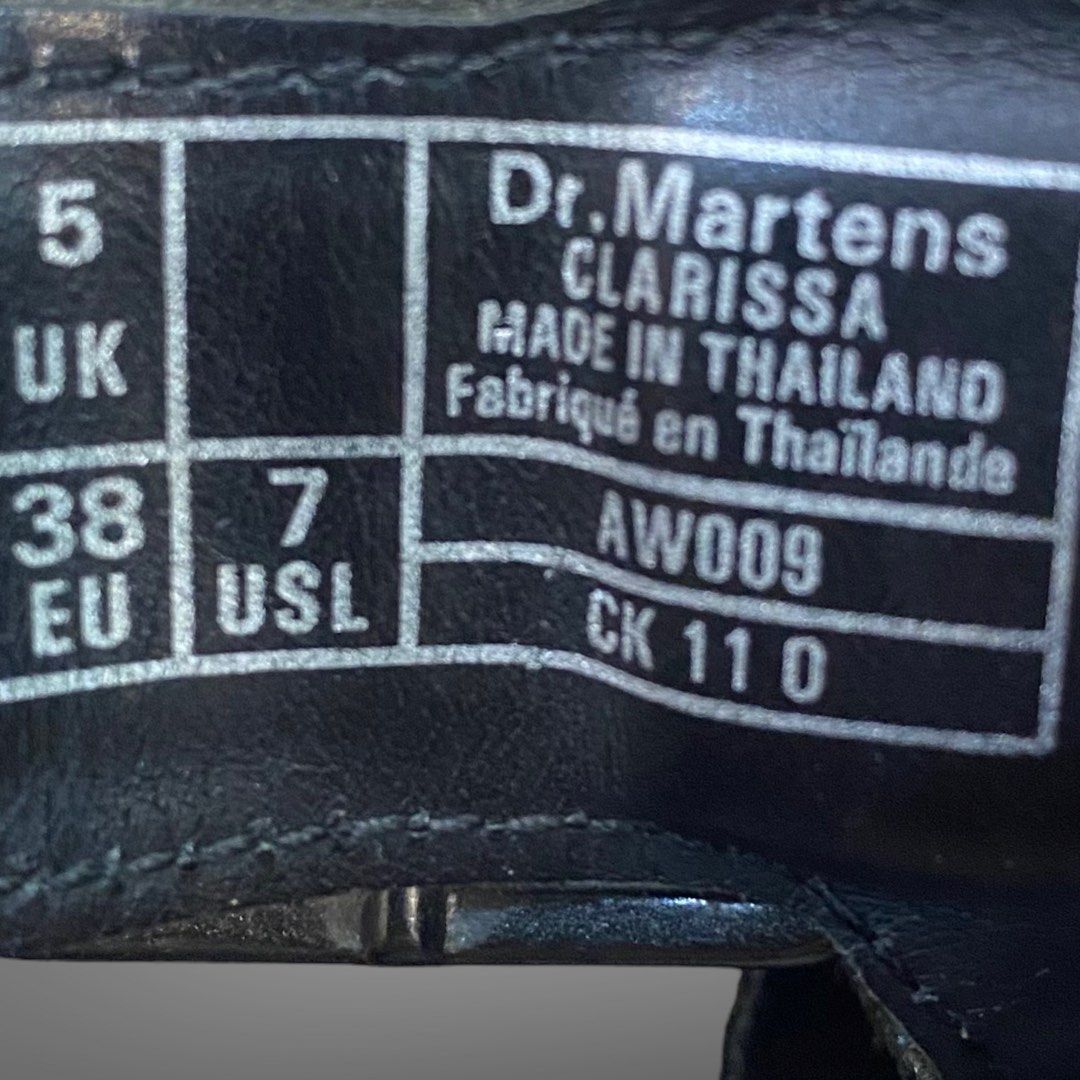 5
UK
38
EU
7
USL
Dr.Martens
CLARISSA
MADE IN THAILAND
Fabriqué en Thaïlande
AW009
CK 11 0